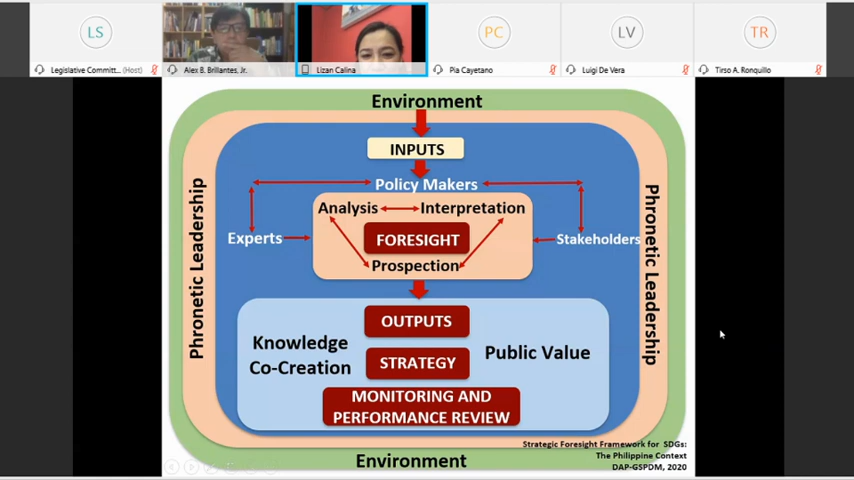 LS
PC
LV
TR
Legislative Committ... (Host)
Alex B. Brillantes, Jr.
Lizan Calina
Pia Cayetano
Luigi De Vera
Tirso A. Ronquillo
Environment
INPUTS
Policy Makers
Analysis
Interpretation
Experts
FORESIGHT
Stakeholders
Prospection
Phronetic Leadership
Phronetic Leadership
OUTPUTS
Knowledge
Co-Creation
STRATEGY
Public Value
MONITORING AND
PERFORMANCE REVIEW
Strategic Foresight Framework for SDGs:
The Philippine Context
DAP-GSPDM, 2020
Environment